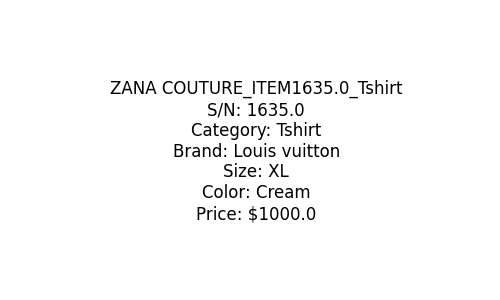 ZANA COUTURE_ITEM1635.0_Tshirt
S/N: 1635.0
Category: Tshirt
Brand: Louis vuitton
Size: XL
Color: Cream
Price: $1000.0